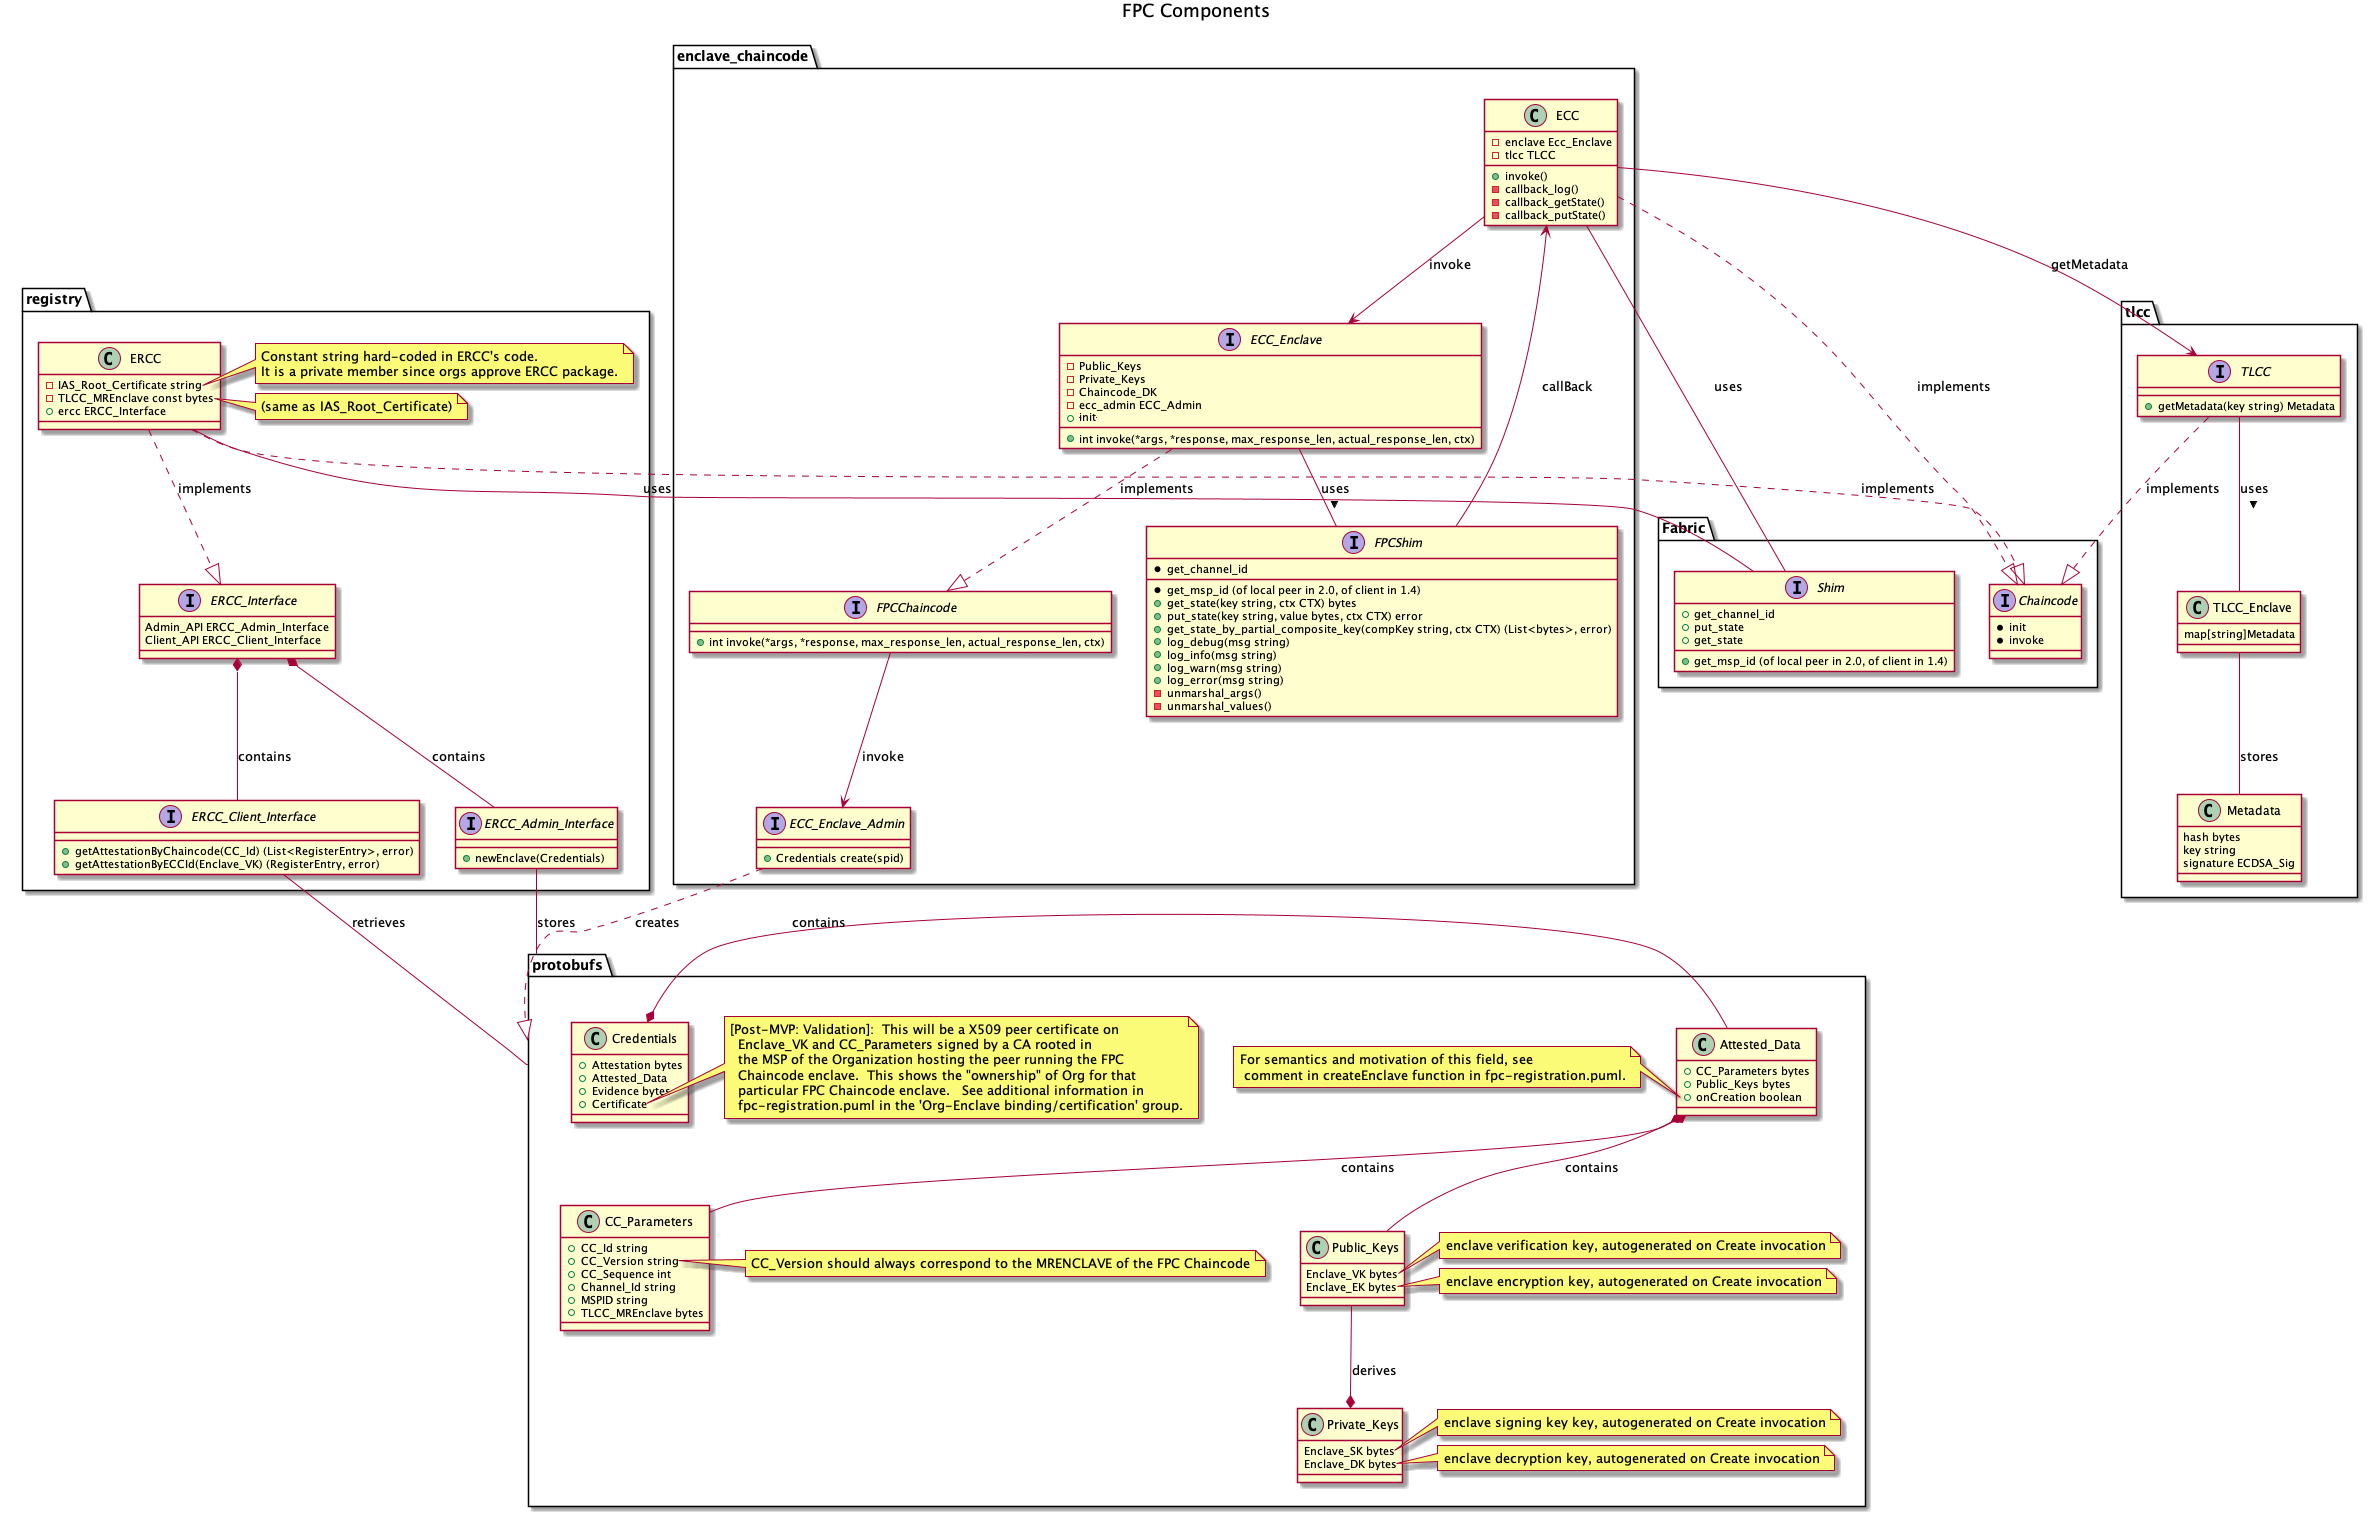 FPC Components
enclave_chaincode
ECC
enclave Ecc_Enclave
tlcc TLCC
invoke()
callback_log()
callback_getState()
callback_putState()
invoke
getMetadata
registry
ERCC
IAS_Root_Certificate string
TLCC_MREnclave const bytes
ercc ERCC_Interface
Constant string hard-coded in ERCC's code.
It is a private member since orgs approve ERCC package.
(same as IAS_Root_Certificate)
ECC_Enclave
Public_Keys
Private_Keys
Chaincode_DK
ecc_admin ECC_Admin
init
int invoke(*args, *response, max_response_len, actual_response_len, ctx)
callBack
uses
implements
tlcc
TLCC
getMetadata(key string) Metadata
implements
uses
implements
uses
implements
implements
uses
Fabric
FPCShim
get_channel_id
get_msp_id (of local peer in 2.0, of client in 1.4)
get_state(key string, ctx CTX) bytes
put_state(key string, value bytes, ctx CTX) error
get_state_by_partial_composite_key(compKey string, ctx CTX) (List<bytes>, error)
log_debug(msg string)
log_info(msg string)
log_warn(msg string)
log_error(msg string)
unmarshal_args()
unmarshal_values()
ERCC_Interface
Admin_API ERCC_Admin_Interface
Client_API ERCC_Client_Interface
FPCChaincode
int invoke(*args, *response, max_response_len, actual_response_len, ctx)
Shim
get_channel_id
put_state
get_state
get_msp_id (of local peer in 2.0, of client in 1.4)
Chaincode
init
invoke
TLCC_Enclave
map[string]Metadata
contains
contains
invoke
stores
ERCC_Client_Interface
getAttestationByChaincode(CC_Id) (List<RegisterEntry>, error)
getAttestationByECCId(Enclave_VK) (RegisterEntry, error)
ERCC_Admin_Interface
newEnclave(Credentials)
ECC_Enclave_Admin
Credentials create(spid)
Metadata
hash bytes
key string
signature ECDSA_Sig
retrieves
stores
creates
contains
protobufs
Credentials
Attestation bytes
Attested_Data
Evidence bytes
Certificate
[Post-MVP: Validation]:  This will be a X509 peer certificate on
Enclave_VK and CC_Parameters signed by a CA rooted in
the MSP of the Organization hosting the peer running the FPC
Chaincode enclave.  This shows the "ownership" of Org for that
particular FPC Chaincode enclave.   See additional information in
fpc-registration.puml in the 'Org-Enclave binding/certification' group.
For semantics and motivation of this field, see
comment in createEnclave function in fpc-registration.puml.
Attested_Data
CC_Parameters bytes
Public_Keys bytes
onCreation boolean
contains
contains
CC_Parameters
CC_Id string
CC_Version string
CC_Sequence int
Channel_Id string
MSPID string
TLCC_MREnclave bytes
CC_Version should always correspond to the MRENCLAVE of the FPC Chaincode
Public_Keys
Enclave_VK bytes
Enclave_EK bytes
enclave verification key, autogenerated on Create invocation
enclave encryption key, autogenerated on Create invocation
derives
Private_Keys
Enclave_SK bytes
Enclave_DK bytes
enclave signing key key, autogenerated on Create invocation
enclave decryption key, autogenerated on Create invocation